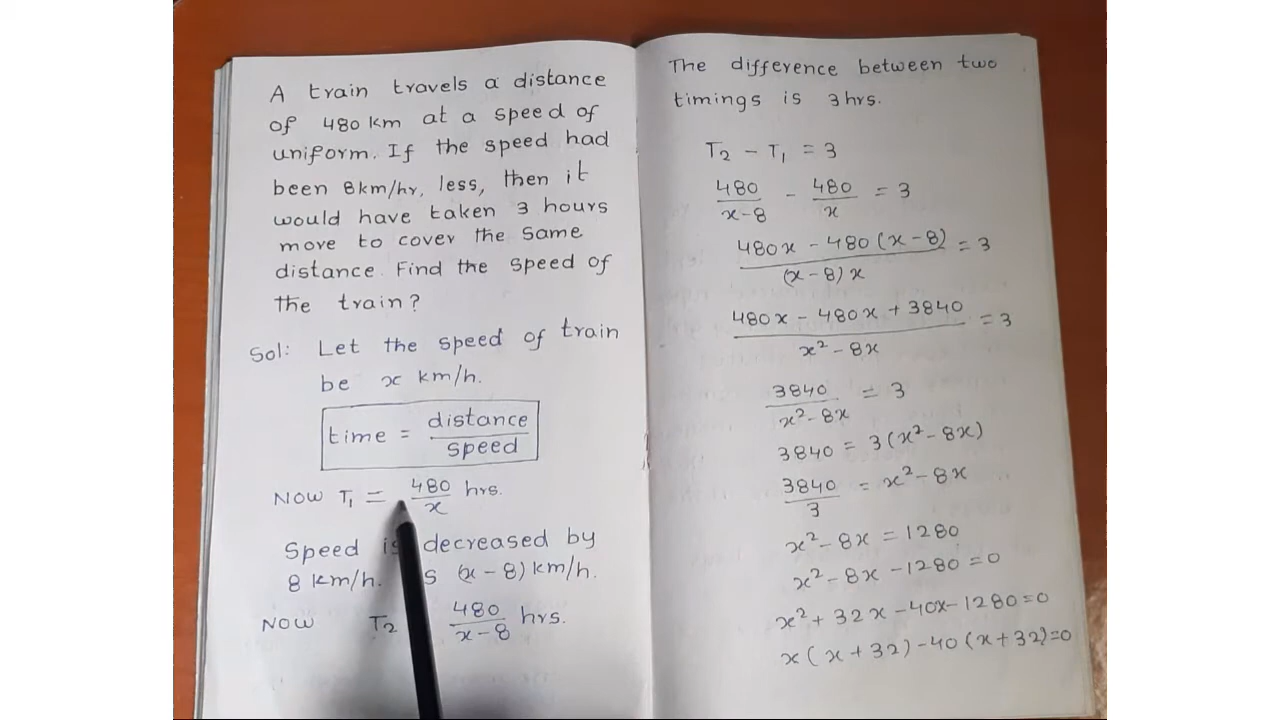 A train travels a distance
of 480 km at a speed of
uniform. If the speed had
been 8km/hr, less, then it
would have taken 3 hours
move to cover the same
distance. Find the speed of
the train?
Sol: Let the speed of train
be x km/h.
time = distance/speed
Now T₁ = 480/x hrs.
Speed is decreased by
8 km/h. s (x-8) km/h.
Now T₂ 480/x-8 hrs.
The difference between two
timings is 3hrs.
T₂ - T₁ = 3
480/x-8 - 480/x = 3
480x - 480(x-8)/(x-8)x = 3
480x - 480x + 3840/x² - 8x = 3
3840/x² - 8x = 3
3840 = 3(x² - 8x)
3840/3 = x² - 8x
x² - 8x = 1280
x² - 8x - 1280 = 0
x² + 32x - 40x - 1280 = 0
x(x + 32) - 40(x + 32) = 0